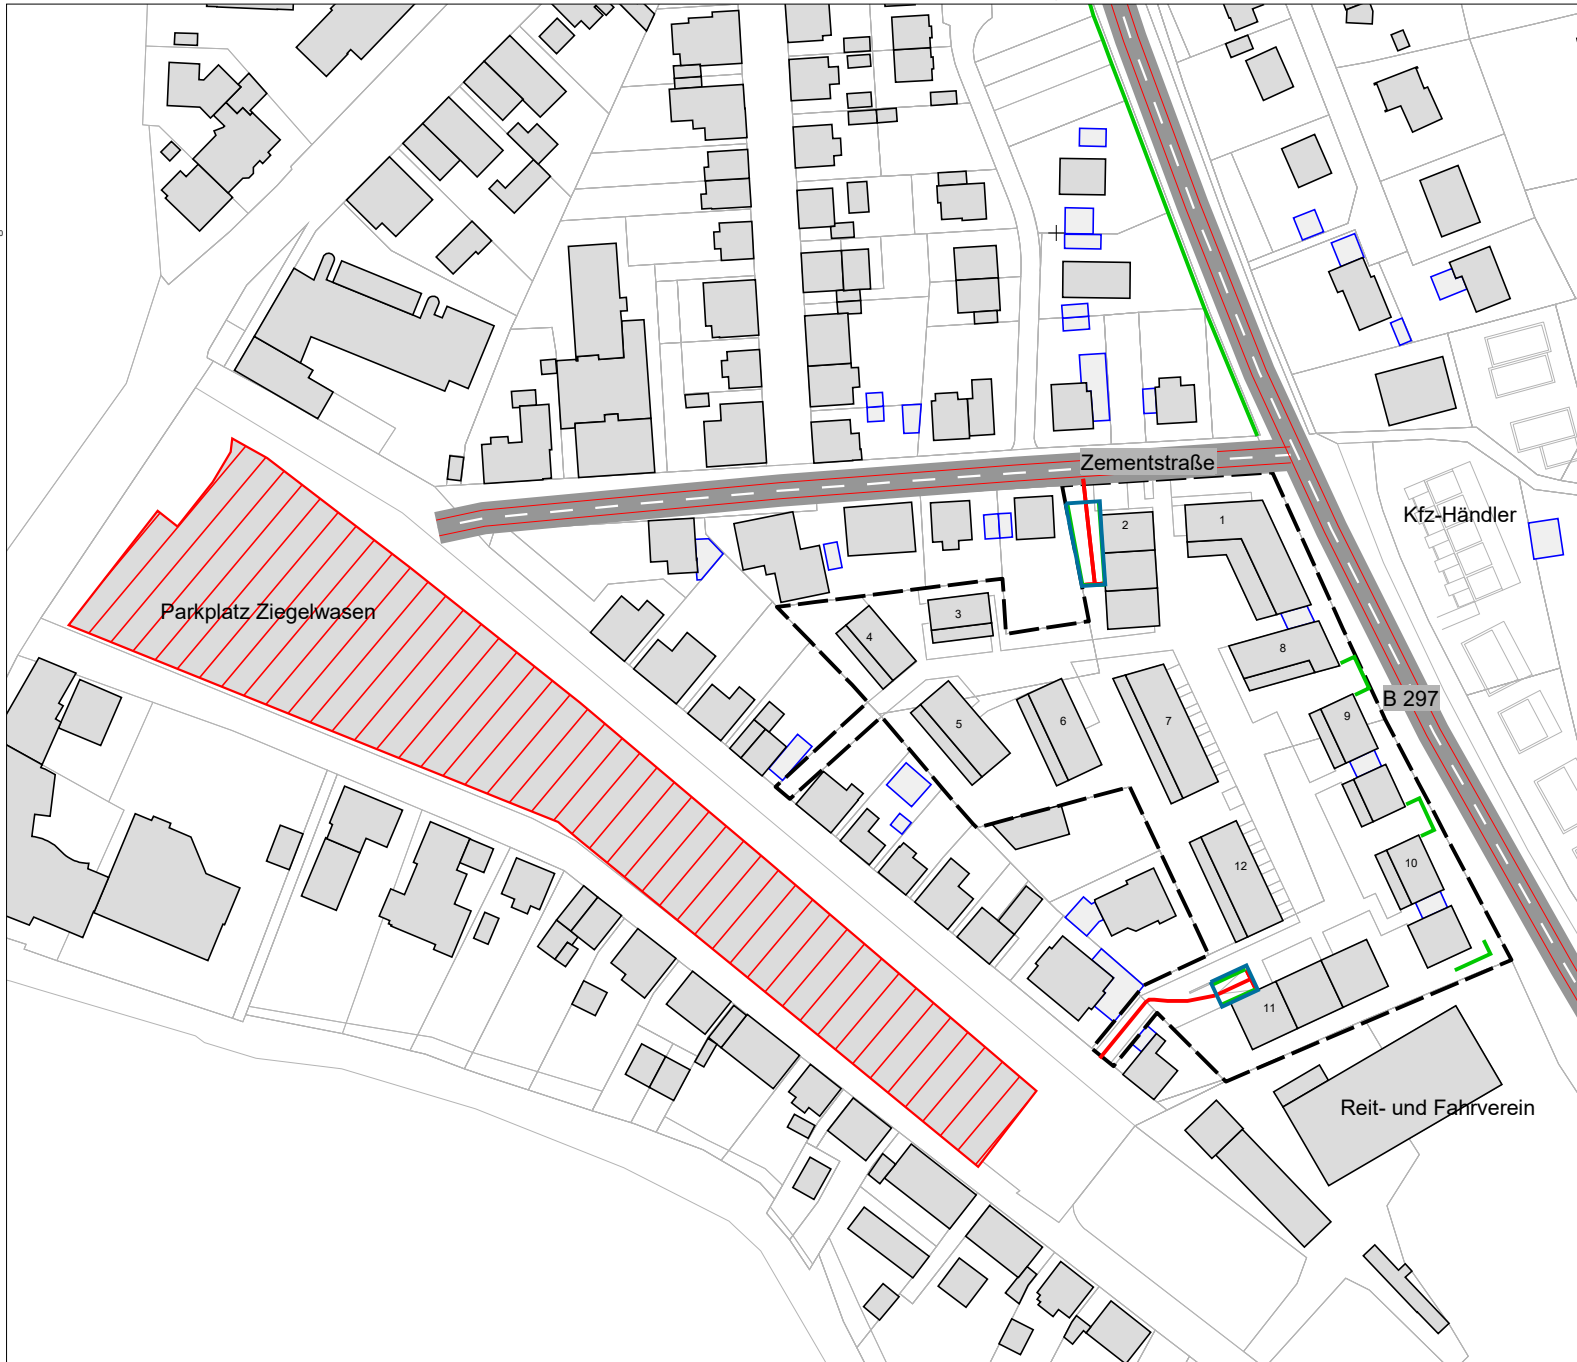 Zementstraße
Kfz-Händler
1
2
3
4
Parkplatz Ziegelwasen
8
B 297
9
5
6
7
10
12
11
Reit- und Fahrverein